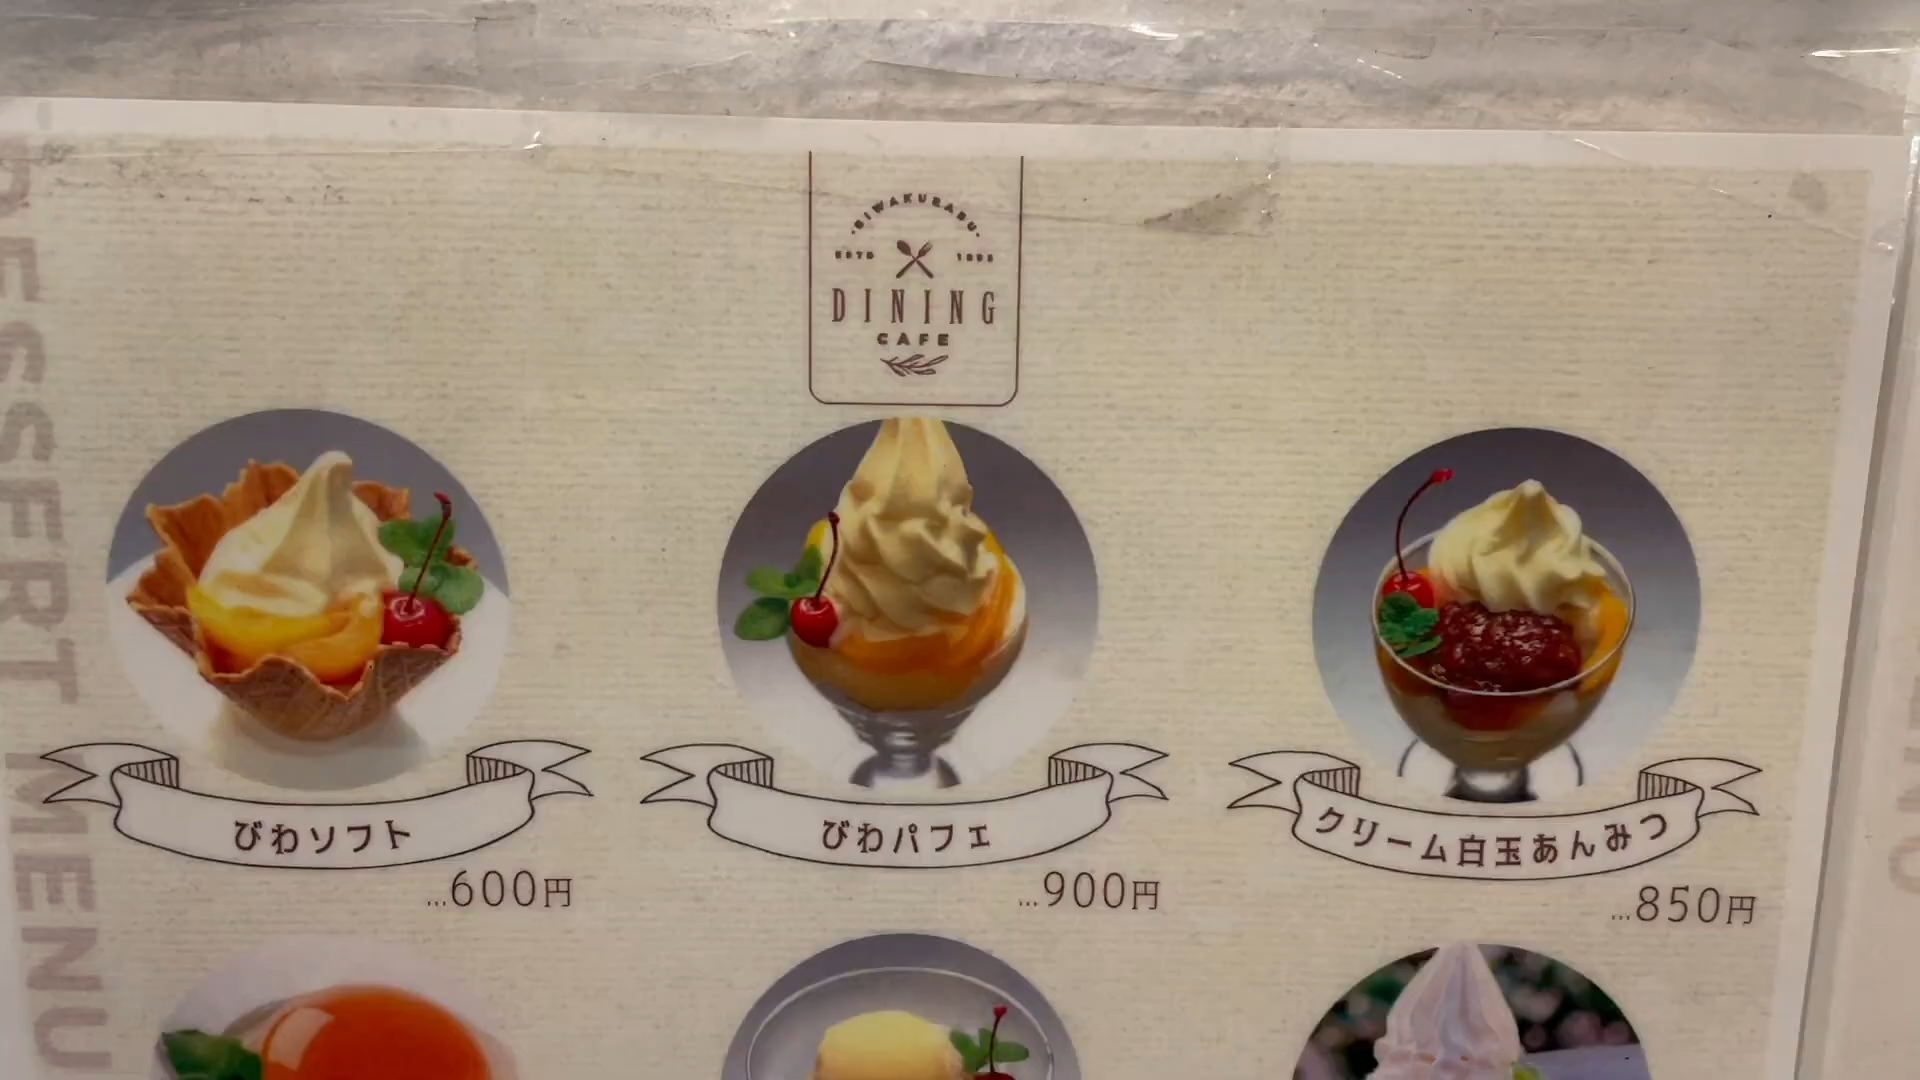 BIWAKURABU
ESTD 1893
DINING
CAFE
DESSERT MENU
びわソフト
...600円
びわパフェ
...900円
クリーム白玉あんみつ
...850円